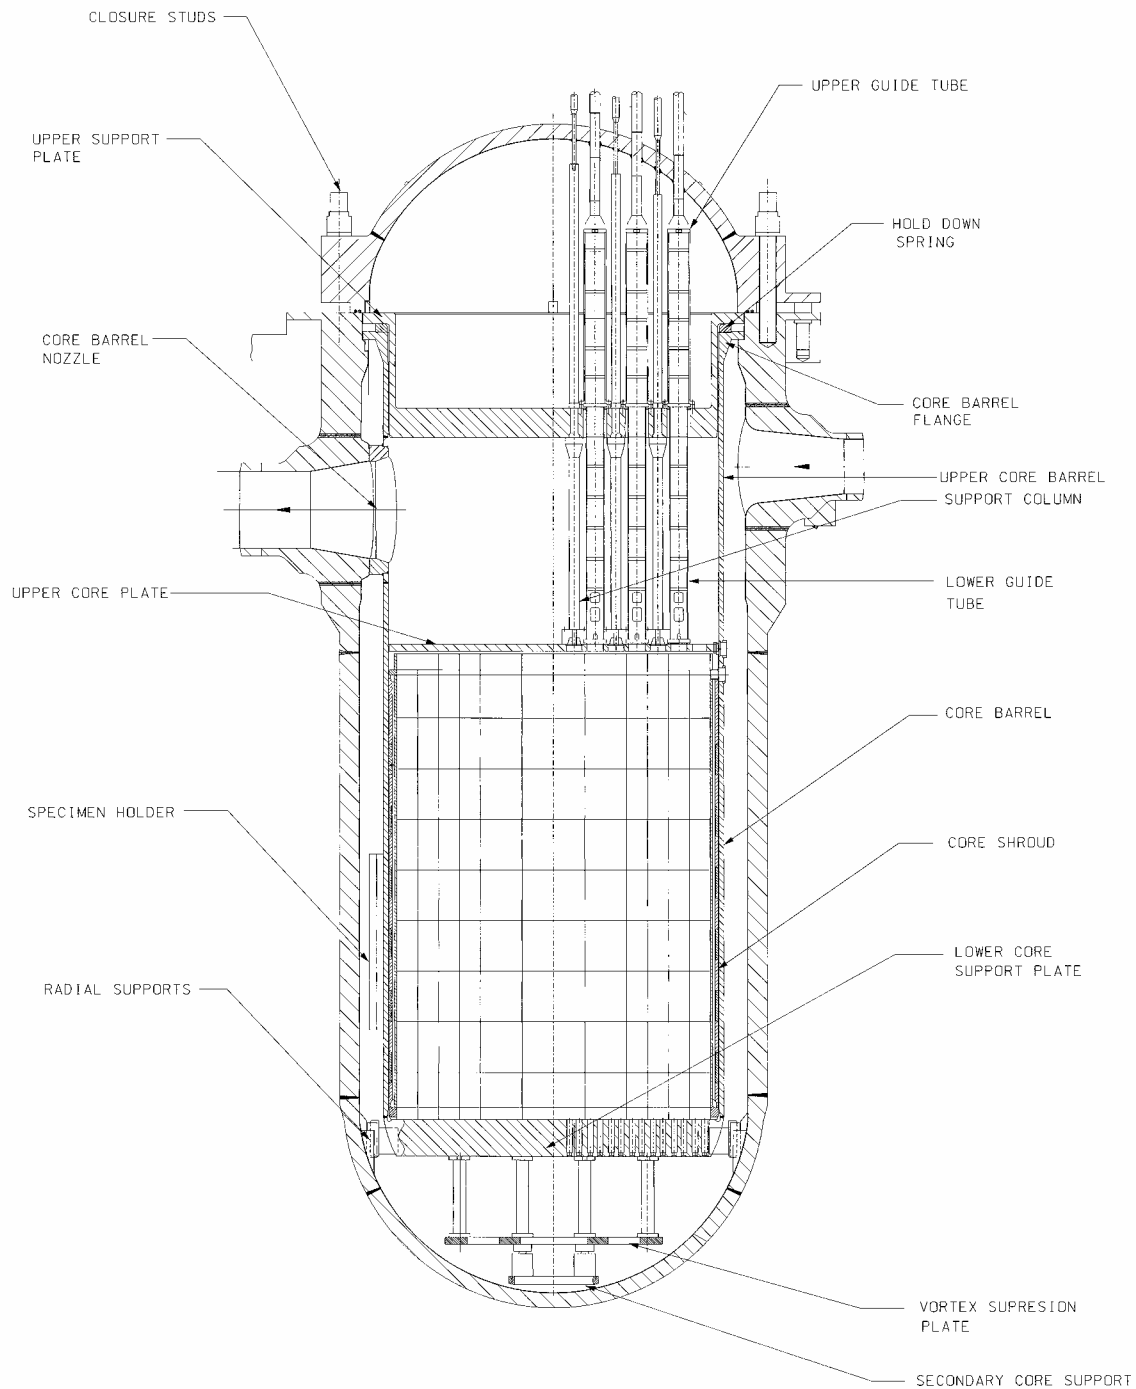 CLOSURE STUDS
UPPER GUIDE TUBE
UPPER SUPPORT
PLATE
HOLD DOWN
SPRING
CORE BARREL
NOZZLE
CORE BARREL
FLANGE
UPPER CORE BARREL
SUPPORT COLUMN
UPPER CORE PLATE
LOWER GUIDE
TUBE
CORE BARREL
SPECIMEN HOLDER
CORE SHROUD
LOWER CORE
SUPPORT PLATE
RADIAL SUPPORTS
VORTEX SUPRESION
PLATE
SECONDARY CORE SUPPORT